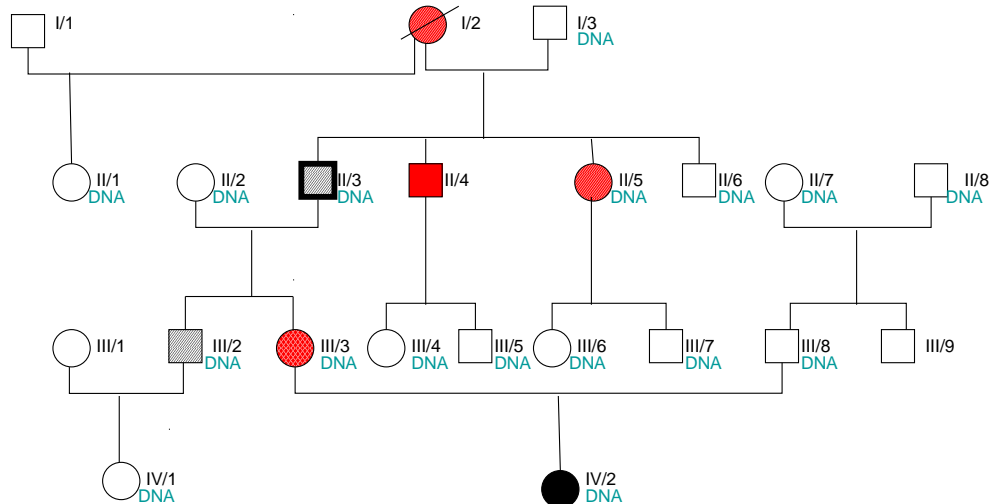 I/1
I/2
I/3
DNA
II/1
DNA
II/2
DNA
II/3
DNA
II/4
II/5
DNA
II/6
DNA
II/7
DNA
II/8
DNA
III/1
III/2
DNA
III/3
DNA
III/4
DNA
III/5
DNA
III/6
DNA
III/7
DNA
III/8
DNA
III/9
IV/1
DNA
IV/2
DNA